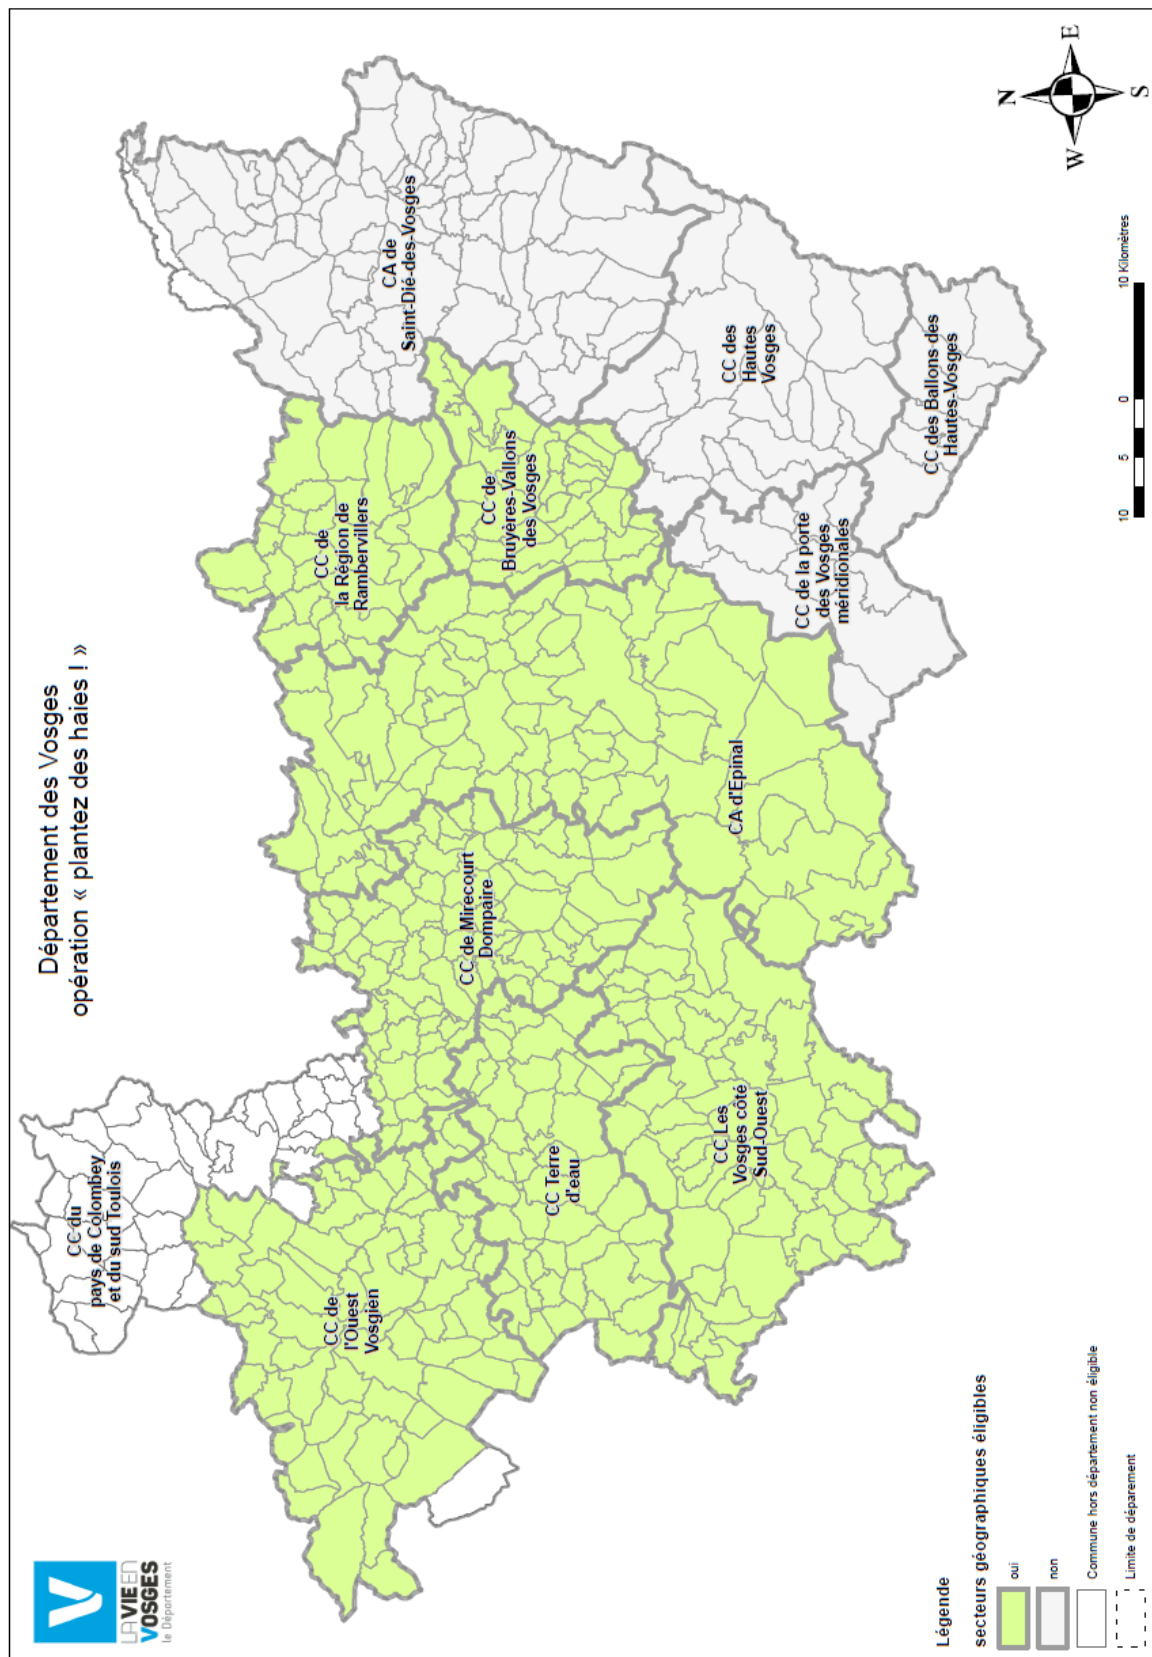 Département des Vosges
opération « plantez des haies ! »
LA VIE EN
VOSGES
le Département
CC du
pays de Colombey
et du sud Toulois
CC de
l'Ouest
Vosgien
CC Terre
d'eau
CC Les
Vosges côté
Sud-Ouest
CC de Mirecourt
Dompaire
CA d'Epinal
CC de
la Région de
Rambervillers
CC de
Bruyères-Vallons
des Vosges
CA de
Saint-Dié-des-Vosges
CC des
Hautes
Vosges
CC de la porte
des Vosges
méridionales
CC des Ballons des
Hautes-Vosges
N
W
E
S
10
5
0
10 Kilomètres
Légende
secteurs géographiques éligibles
oui
non
Commune hors département non éligible
Limite de déparement